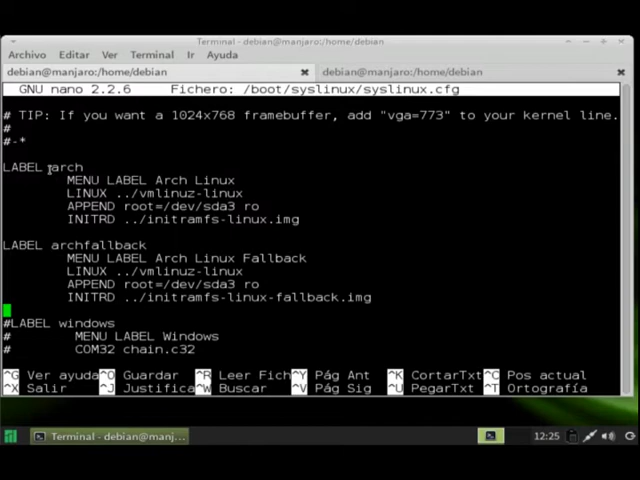 Terminal - debian@manjaro:/home/debian
Archivo Editar Ver Terminal Ir Ayuda
debian@manjaro:/home/debian debian@manjaro:/home/debian
GNU nano 2.2.6 Fichero: /boot/syslinux/syslinux.cfg
# TIP: If you want a 1024x768 framebuffer, add "vga=773" to your kernel line.
#
#-*
LABEL arch
MENU LABEL Arch Linux
LINUX ../vmlinuz-linux
APPEND root=/dev/sda3 ro
INITRD ../initramfs-linux.img
LABEL archfallback
MENU LABEL Arch Linux Fallback
LINUX ../vmlinuz-linux
APPEND root=/dev/sda3 ro
INITRD ../initramfs-linux-fallback.img
#LABEL windows
# MENU LABEL Windows
# COM32 chain.c32
^G Ver ayuda ^O Guardar ^R Leer Fich ^Y Pág Ant ^K CortarTxt ^C Pos actual
^X Salir ^J Justifica ^W Buscar ^V Pág Sig ^U PegarTxt ^T Ortografía
Terminal - debian@manj... 12:25